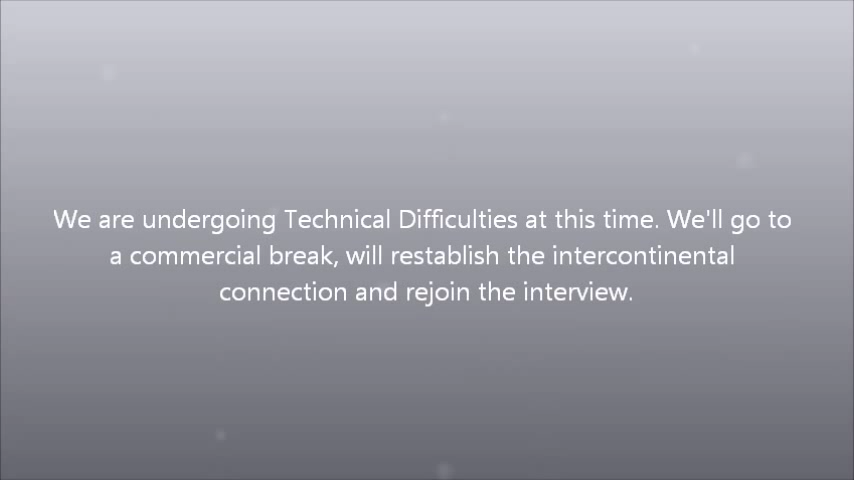 We are undergoing Technical Difficulties at this time. We'll go to
a commercial break, will restablish the intercontinental
connection and rejoin the interview.